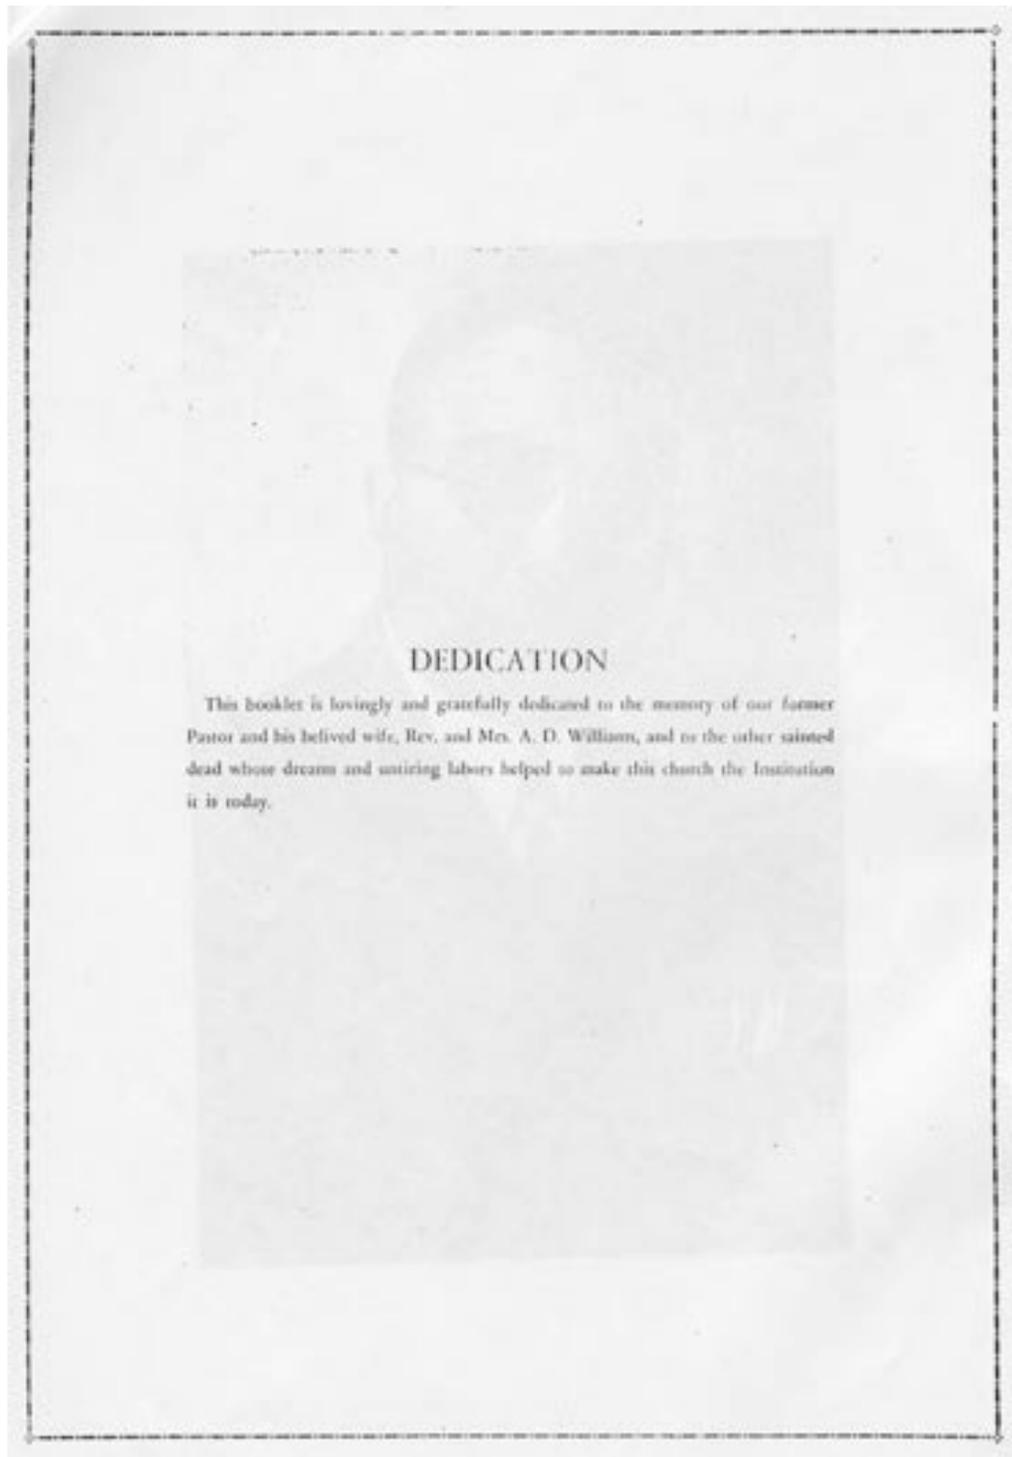 DEDICATION
This booklet is lovingly and gratefully dedicated to the memory of our former
Pastor and his belived wife, Rev. and Mrs. A. D. Williams, and to the other sainted
dead whose dreams and untiring labors helped to make this church the Institution
it is today.